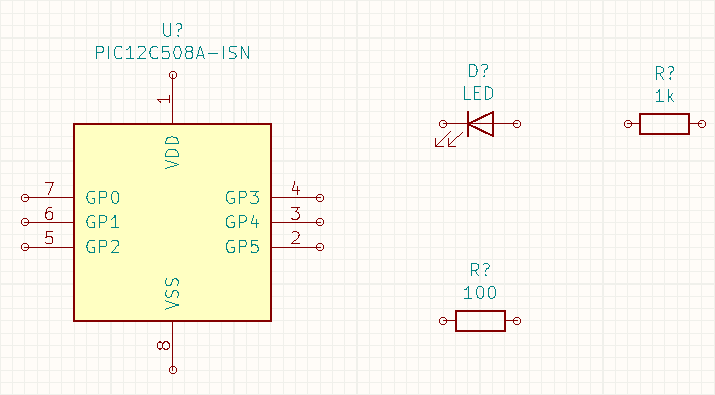 U?
PIC12C508A-ISN
1
VDD
7
GP0
6
GP1
5
GP2
GP3
4
GP4
3
GP5
2
VSS
8
D?
LED
R?
1k
R?
100